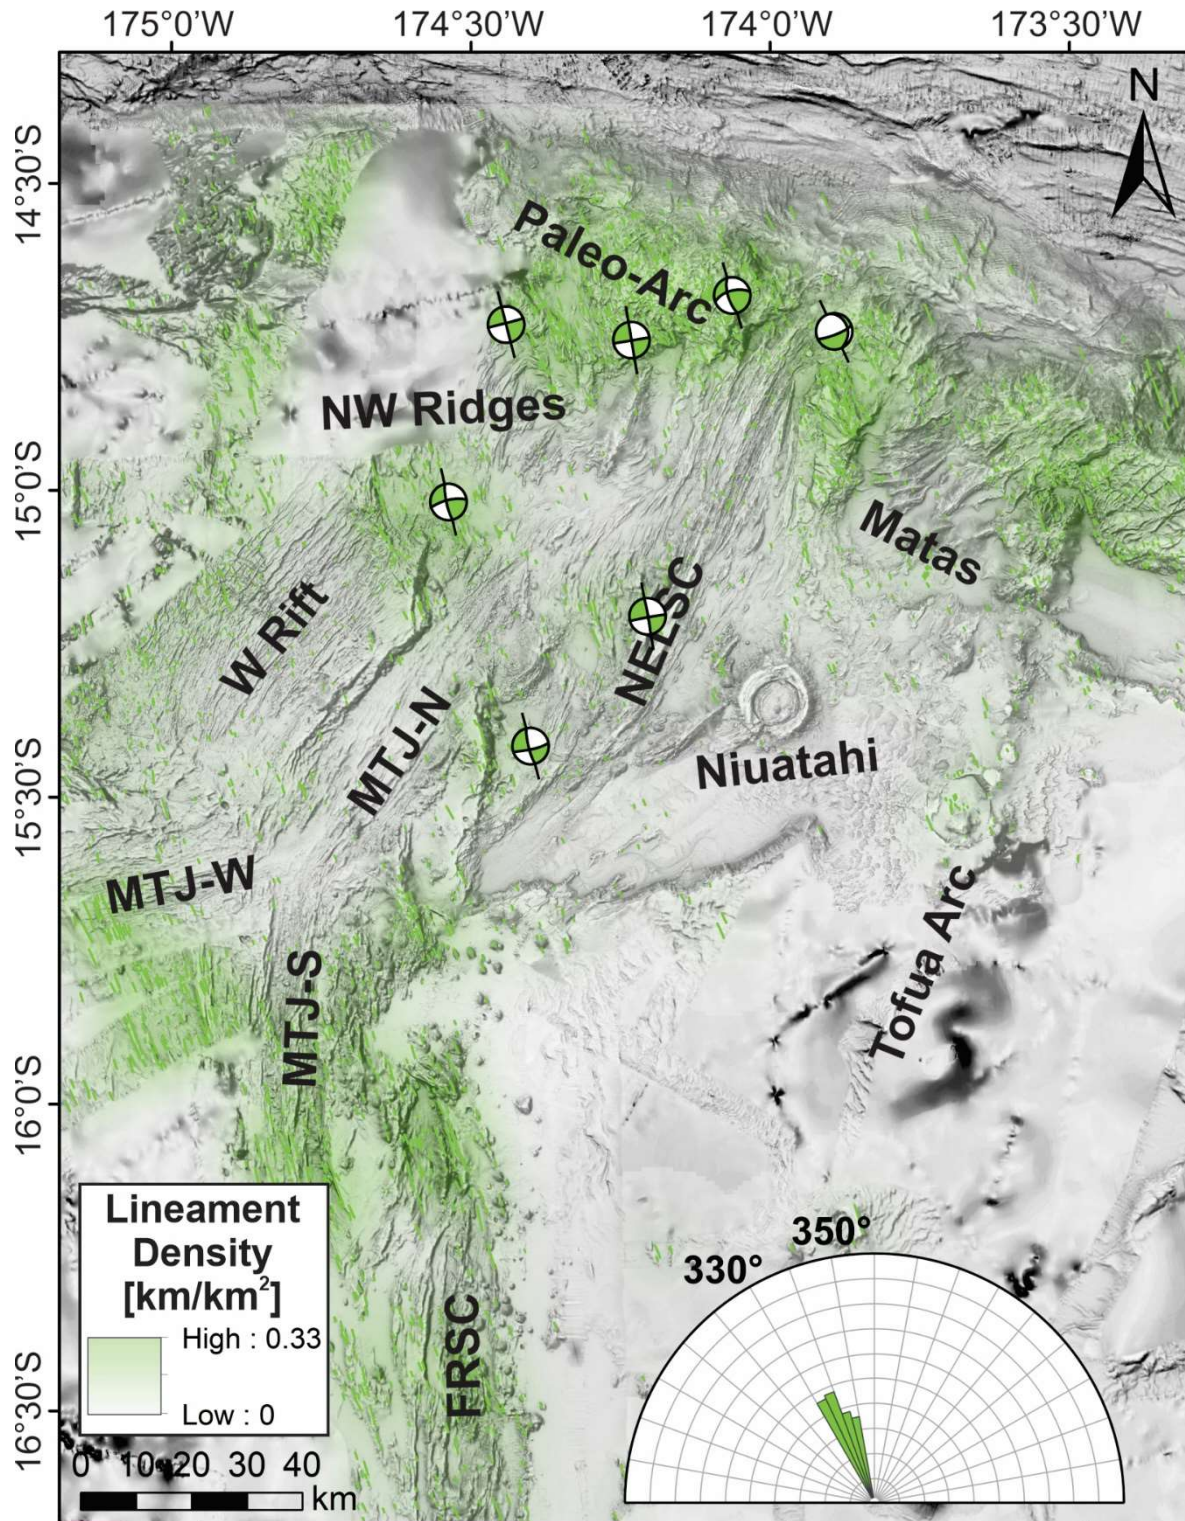 175°0'W
174°30'W
174°0'W
173°30'W
N
14°30'S
Paleo-Arc
NW Ridges
15°0'S
Matas
W Rift
NELSC
MTJ-N
Niuatahi
15°30'S
MTJ-W
Tofua Arc
MTJ-S
16°0'S
Lineament
Density
[km/km²]
High : 0.33
Low : 0
350°
330°
FRSC
16°30'S
0 10 20 30 40
km